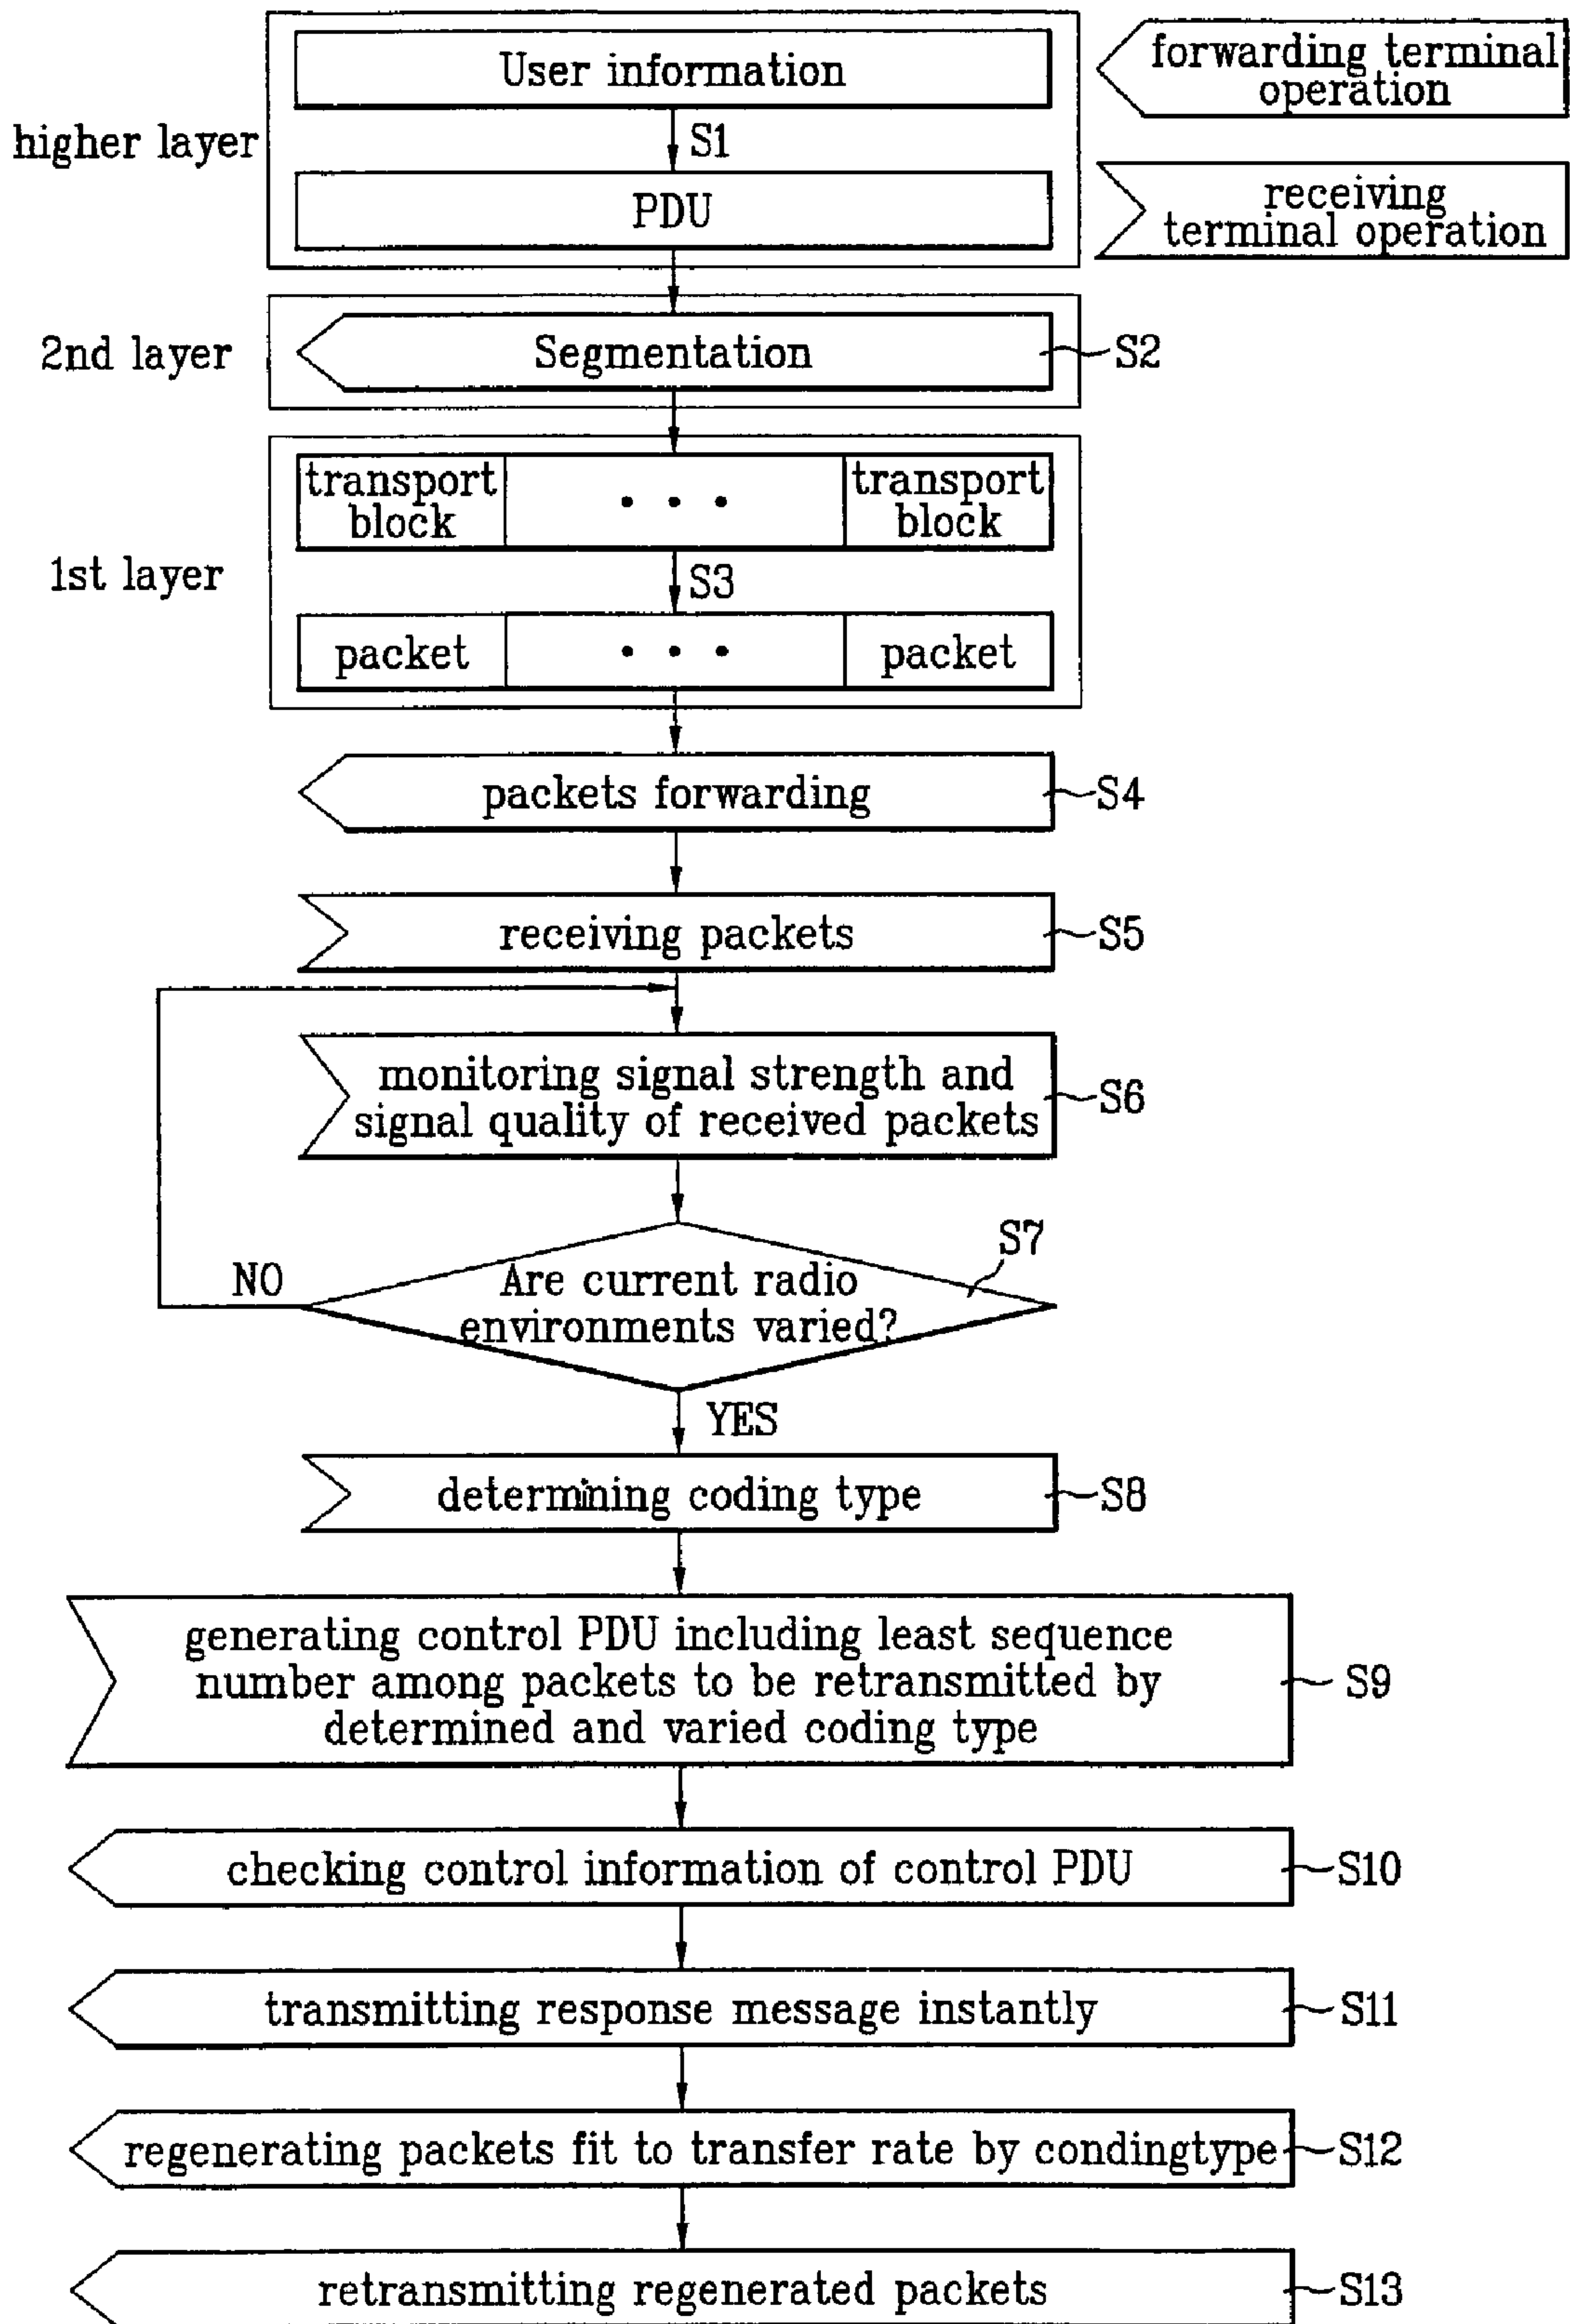 User information
forwarding terminal
operation
higher layer
S1
PDU
receiving
terminal operation
2nd layer
Segmentation
S2
transport
block
• • •
transport
block
1st layer
S3
packet
• • •
packet
packets forwarding
S4
receiving packets
S5
monitoring signal strength and
signal quality of received packets
S6
S7
NO
Are current radio
environments varied?
YES
determining coding type
S8
generating control PDU including least sequence
number among packets to be retransmitted by
determined and varied coding type
S9
checking control information of control PDU
S10
transmitting response message instantly
S11
regenerating packets fit to transfer rate by condingtype
S12
retransmitting regenerated packets
S13